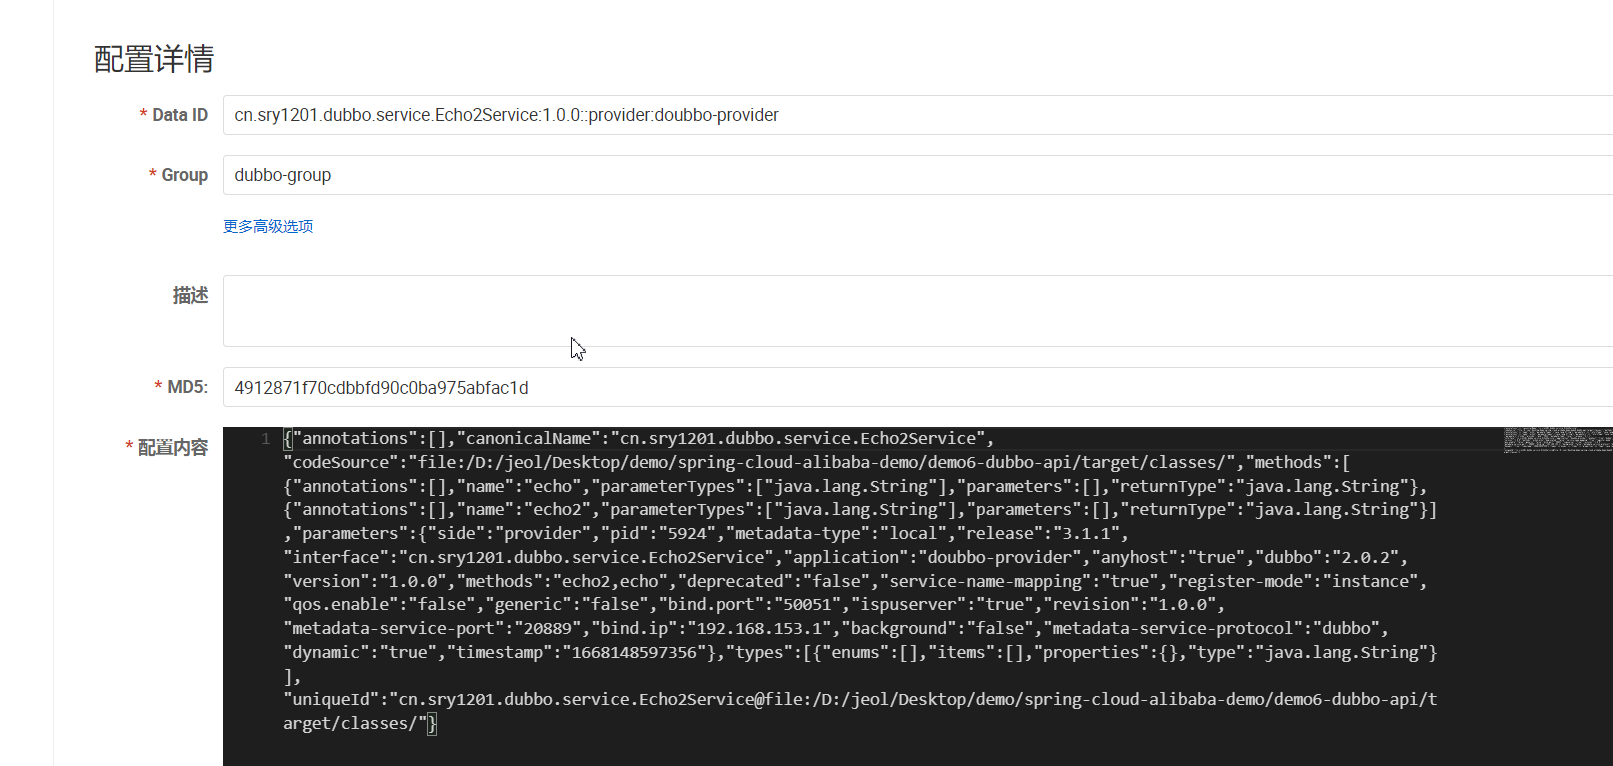 配置详情
* Data ID cn.sry1201.dubbo.service.Echo2Service:1.0.0::provider:doubbo-provider
* Group dubbo-group
更多高级选项
描述
* MD5: 4912871f70cdbbfd90c0ba975abfac1d
* 配置内容
1 {"annotations":[],"canonicalName":"cn.sry1201.dubbo.service.Echo2Service",
"codeSource":"file:/D:/jeol/Desktop/demo/spring-cloud-alibaba-demo/demo6-dubbo-api/target/classes/","methods":[
{"annotations":[],"name":"echo","parameterTypes":["java.lang.String"],"parameters":[],"returnType":"java.lang.String"},
{"annotations":[],"name":"echo2","parameterTypes":["java.lang.String"],"parameters":[],"returnType":"java.lang.String"}]
,"parameters":{"side":"provider","pid":"5924","metadata-type":"local","release":"3.1.1",
"interface":"cn.sry1201.dubbo.service.Echo2Service","application":"doubbo-provider","anyhost":"true","dubbo":"2.0.2",
"version":"1.0.0","methods":"echo2,echo","deprecated":"false","service-name-mapping":"true","register-mode":"instance",
"qos.enable":"false","generic":"false","bind.port":"50051","ispuserver":"true","revision":"1.0.0",
"metadata-service-port":"20889","bind.ip":"192.168.153.1","background":"false","metadata-service-protocol":"dubbo",
"dynamic":"true","timestamp":"1668148597356"},"types":[{"enums":[],"items":[],"properties":{},"type":"java.lang.String"}
],
"uniqueId":"cn.sry1201.dubbo.service.Echo2Service@file:/D:/jeol/Desktop/demo/spring-cloud-alibaba-demo/demo6-dubbo-api/t
arget/classes/"}